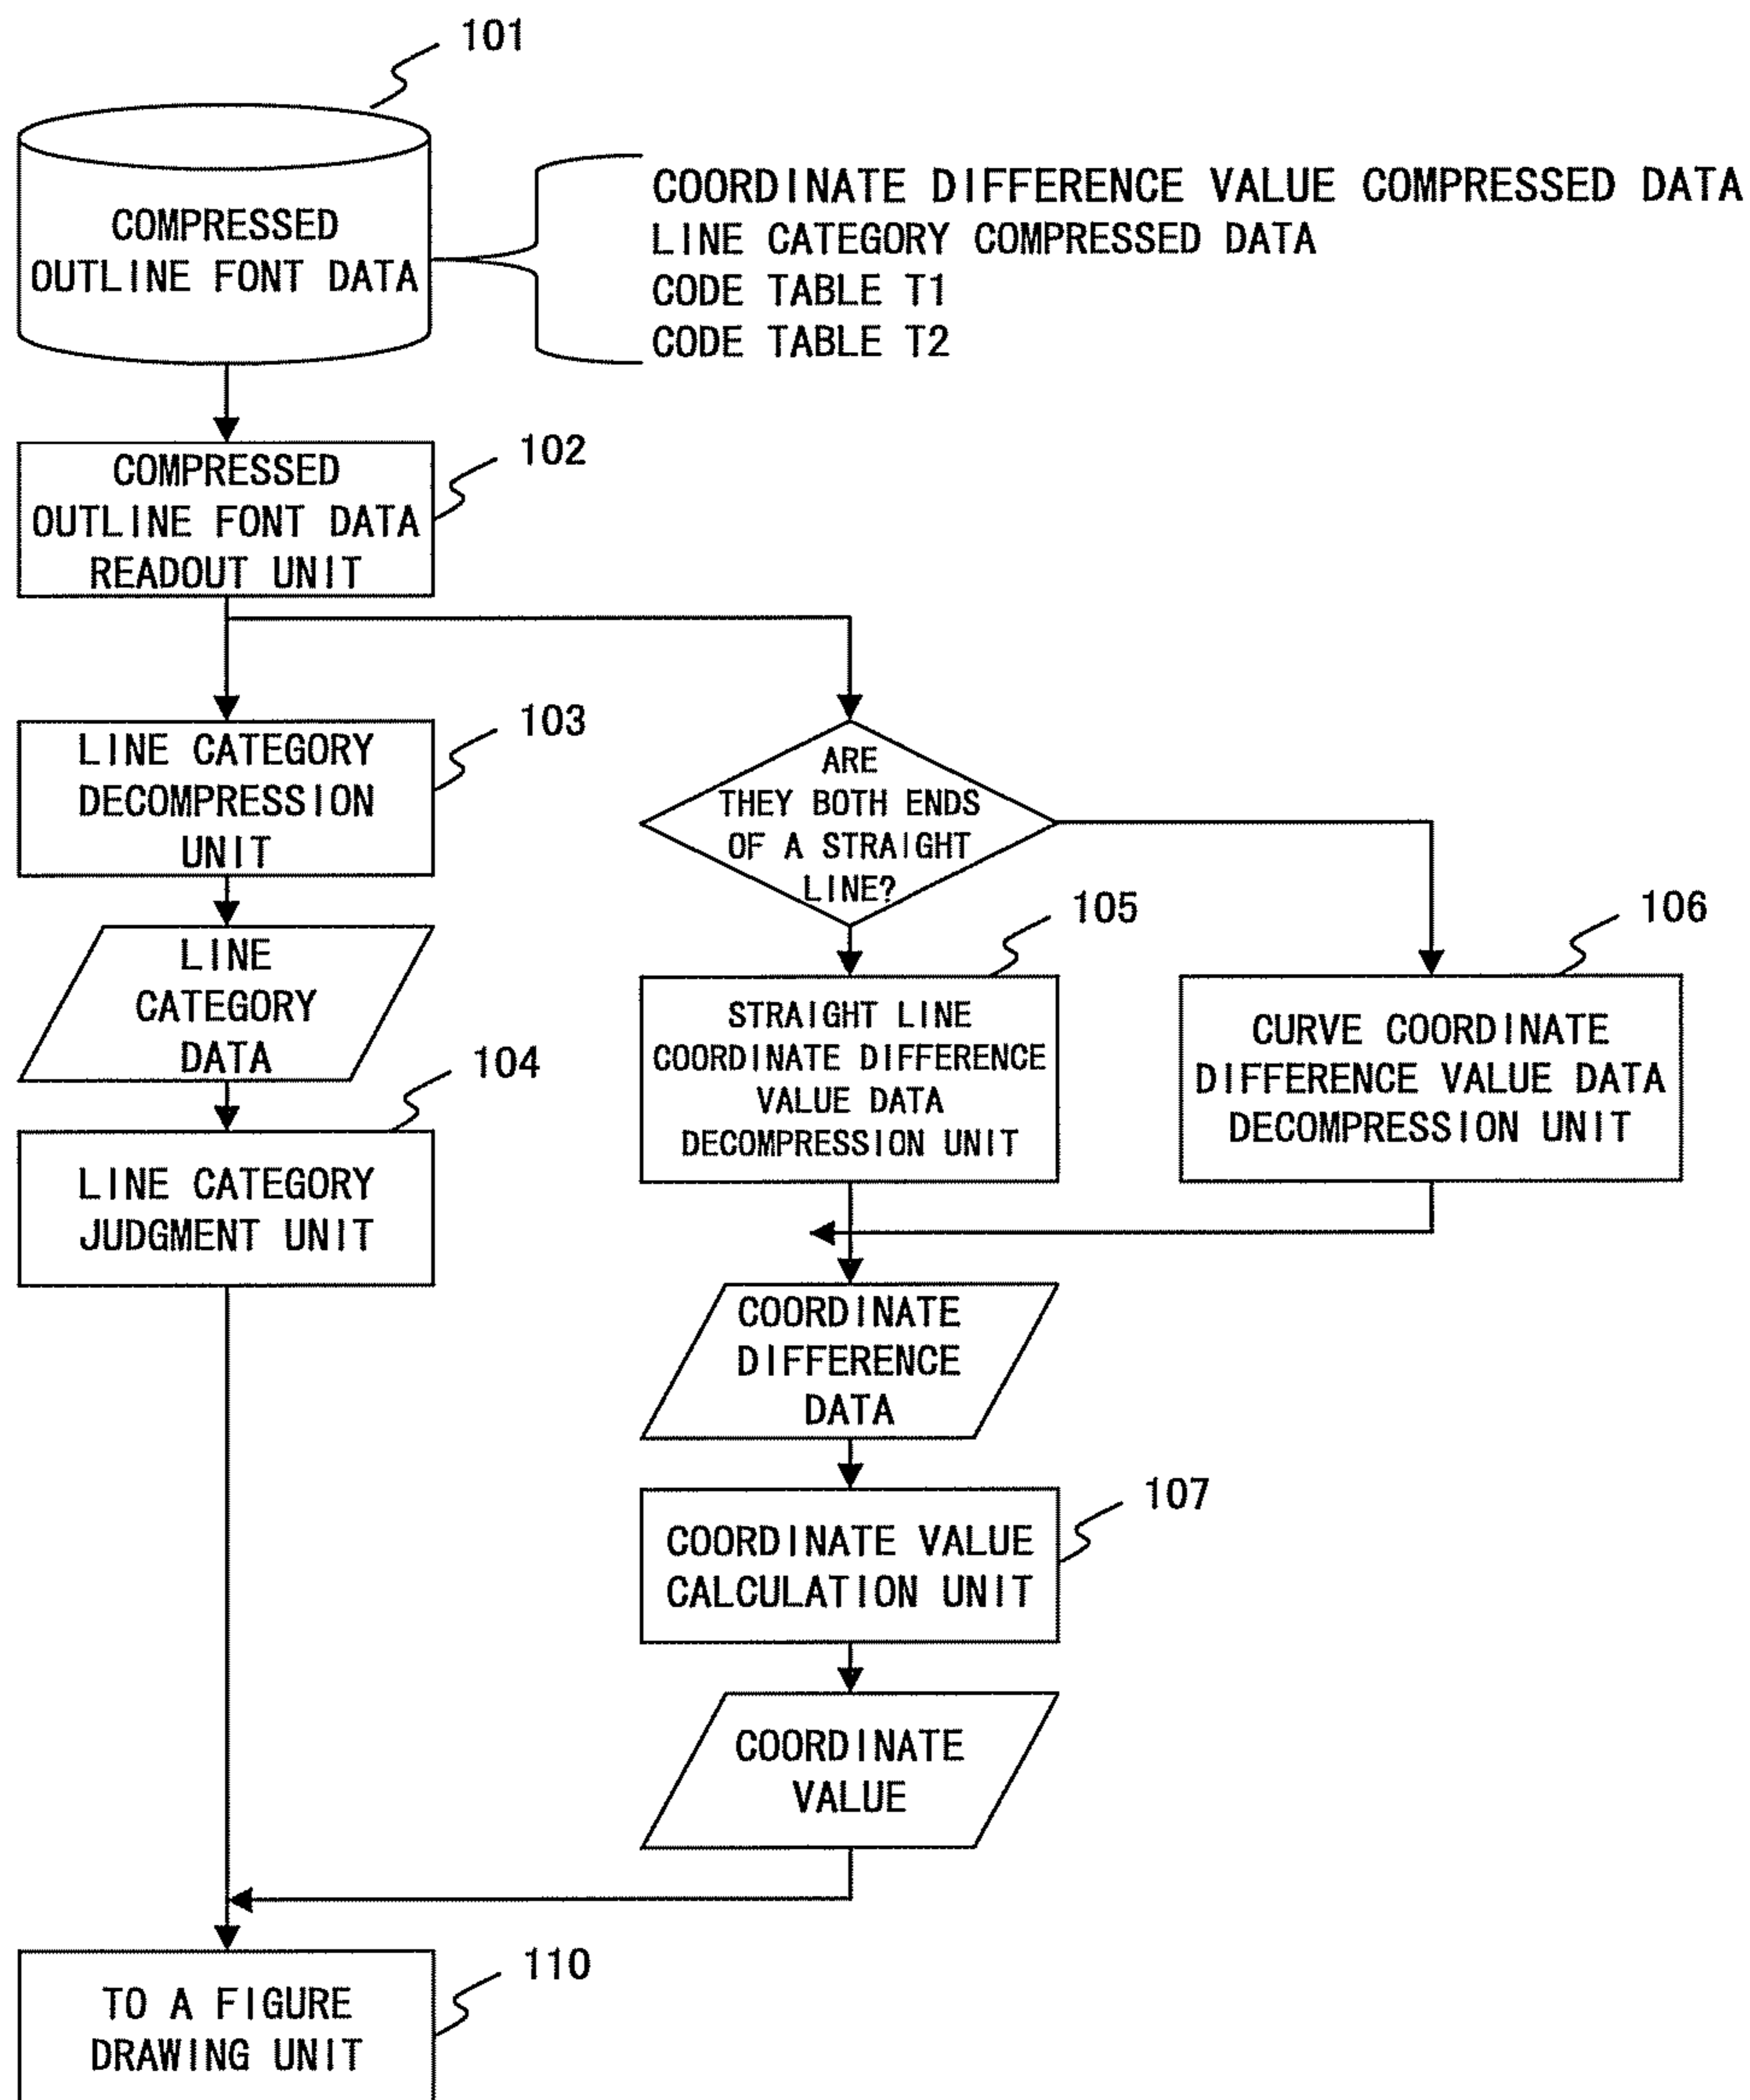 101
COMPRESSED
OUTLINE FONT DATA
COORDINATE DIFFERENCE VALUE COMPRESSED DATA
LINE CATEGORY COMPRESSED DATA
CODE TABLE T1
CODE TABLE T2
102
COMPRESSED
OUTLINE FONT DATA
READOUT UNIT
103
LINE CATEGORY
DECOMPRESSION
UNIT
ARE
THEY BOTH ENDS
OF A STRAIGHT
LINE?
LINE
CATEGORY
DATA
105
STRAIGHT LINE
COORDINATE DIFFERENCE
VALUE DATA
DECOMPRESSION UNIT
106
CURVE COORDINATE
DIFFERENCE VALUE DATA
DECOMPRESSION UNIT
104
LINE CATEGORY
JUDGMENT UNIT
COORDINATE
DIFFERENCE
DATA
107
COORDINATE VALUE
CALCULATION UNIT
COORDINATE
VALUE
110
TO A FIGURE
DRAWING UNIT